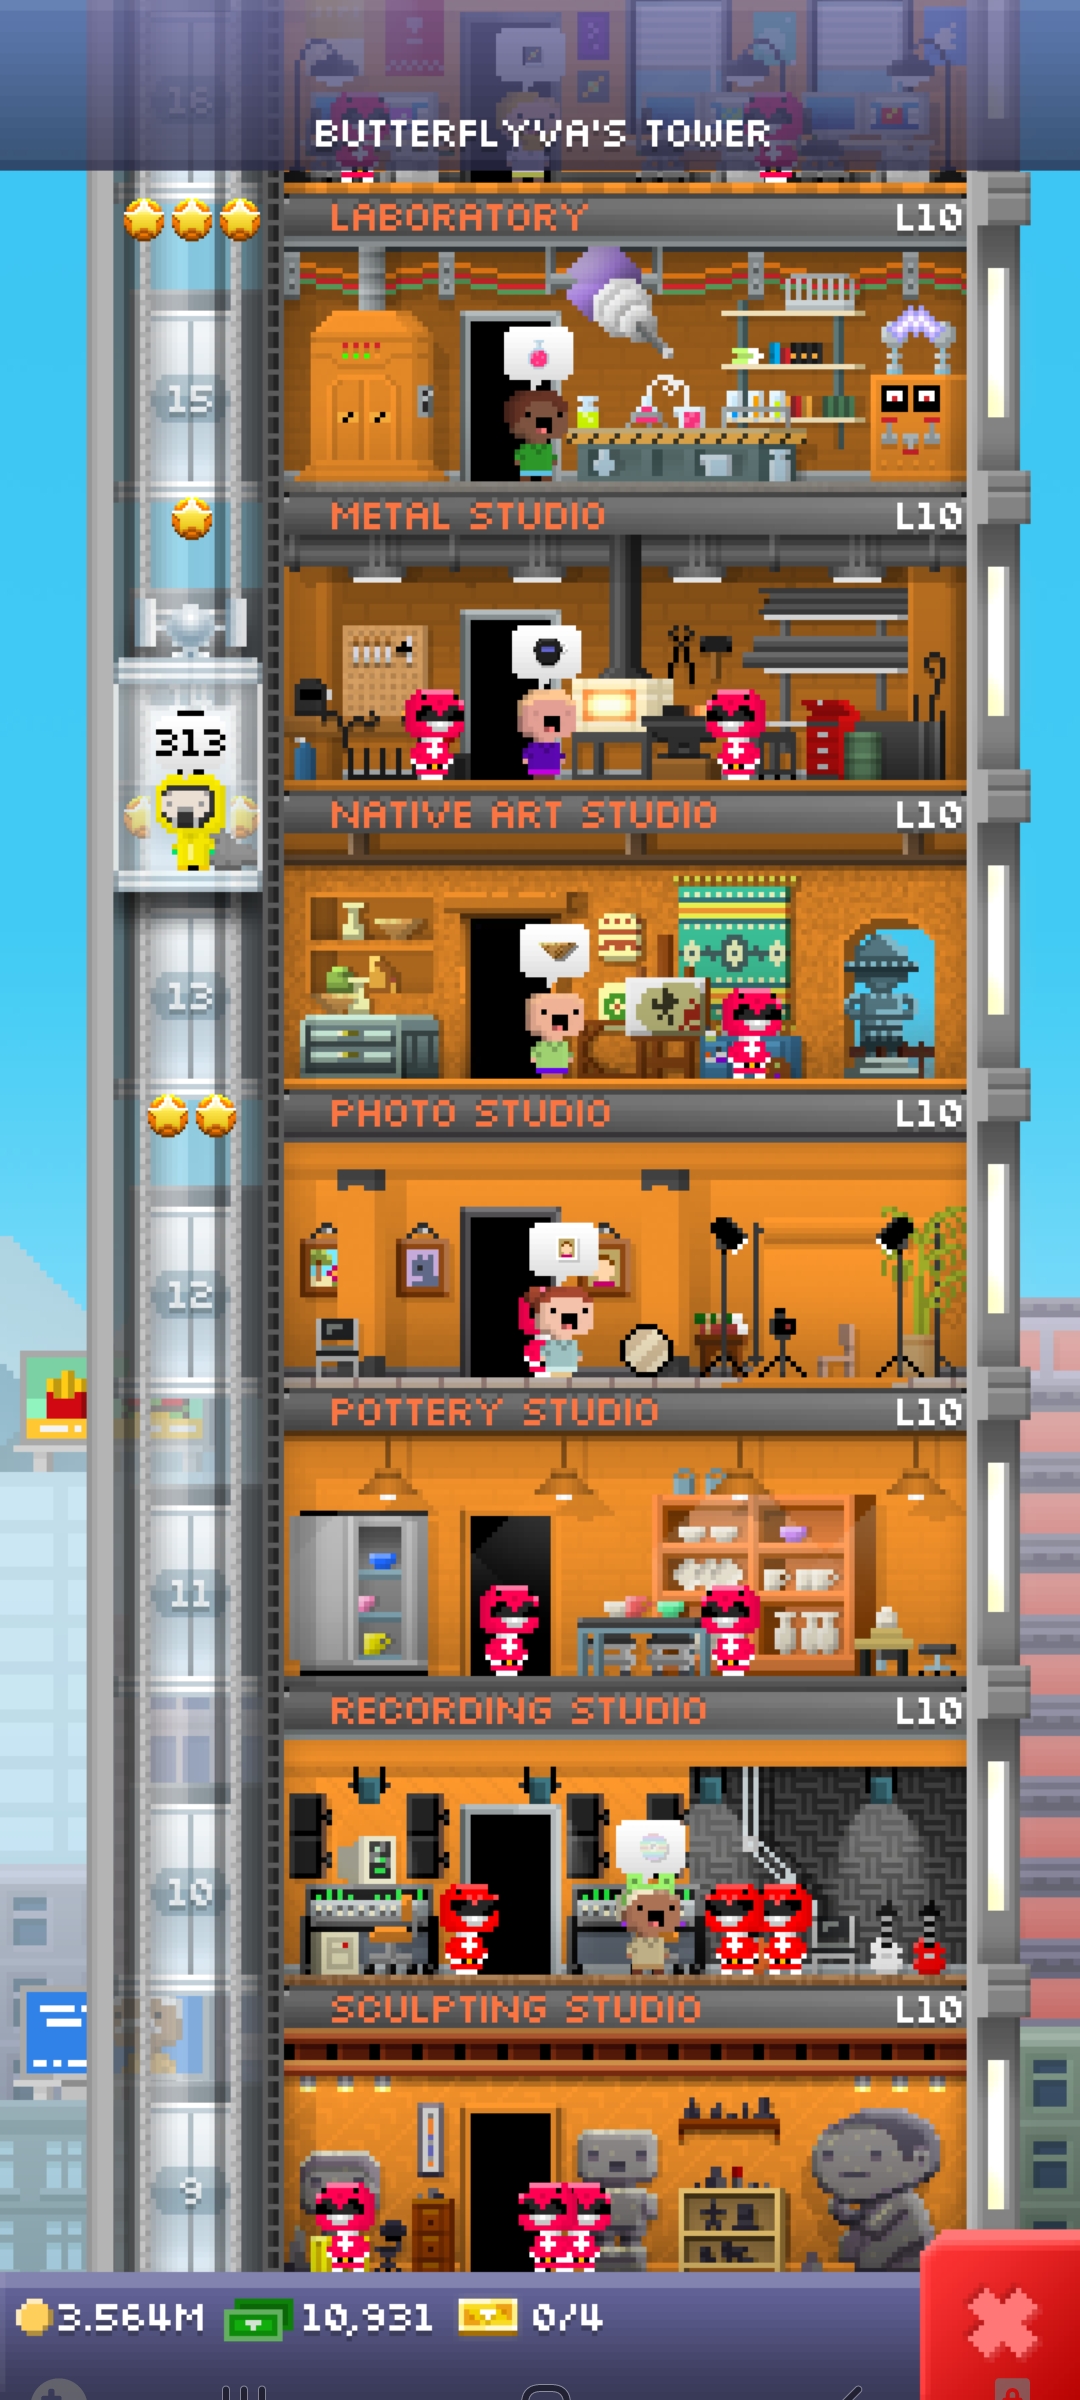 16
BUTTERFLYVA'S TOWER
LABORATORY L10
15
METAL STUDIO L10
313
NATIVE ART STUDIO L10
13
PHOTO STUDIO L10
12
POTTERY STUDIO L10
11
RECORDING STUDIO L10
10
SCULPTING STUDIO L10
9
3.564M 10,931 0/4